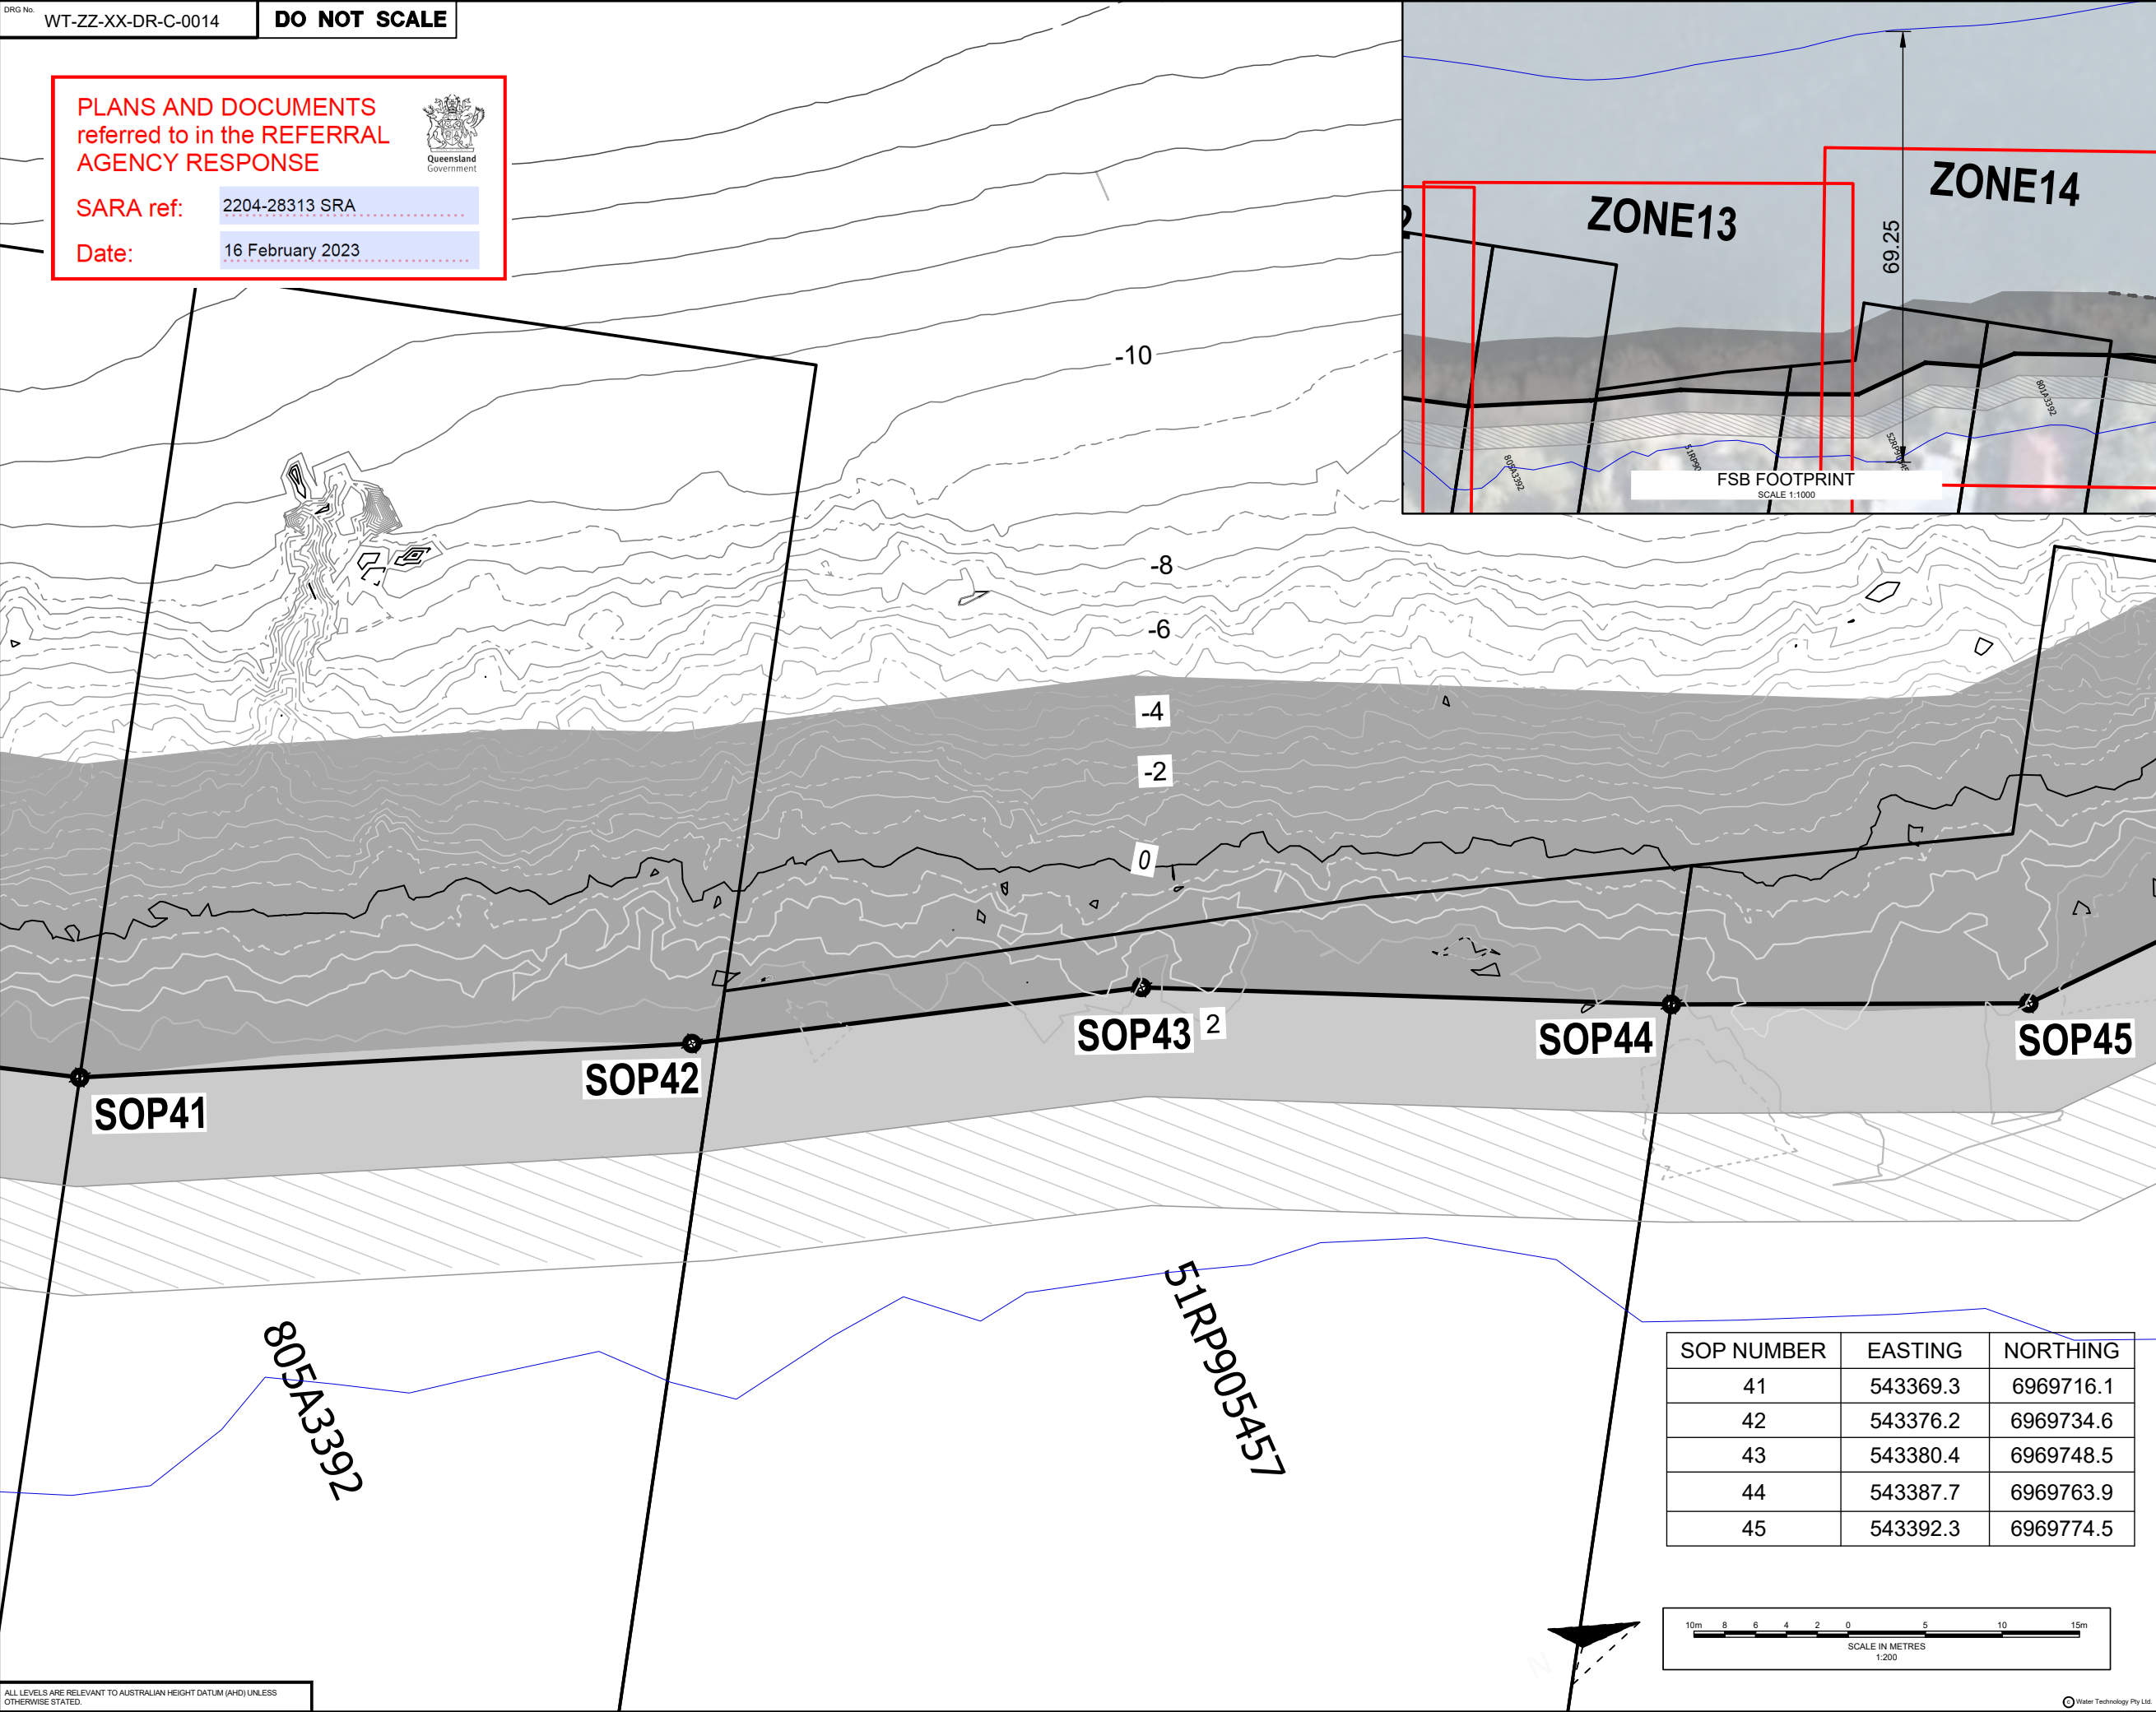 DRG No. WT-ZZ-XX-DR-C-0014
DO NOT SCALE
PLANS AND DOCUMENTS
referred to in the REFERRAL
AGENCY RESPONSE
Queensland
Government
SARA ref: 2204-28313 SRA
Date: 16 February 2023
ZONE13
ZONE14
69.25
805A3392
51RP90
801A3392
FSB FOOTPRINT
SCALE 1:1000
-10
-8
-6
-4
-2
0
2
SOP41
SOP42
SOP43
SOP44
SOP45
805A3392
51RP905457
SOP NUMBER EASTING NORTHING
41 543369.3 6969716.1
42 543376.2 6969734.6
43 543380.4 6969748.5
44 543387.7 6969763.9
45 543392.3 6969774.5
N
10m 8 6 4 2 0 5 10 15m
SCALE IN METRES
1:200
ALL LEVELS ARE RELEVANT TO AUSTRALIAN HEIGHT DATUM (AHD) UNLESS
OTHERWISE STATED.
© Water Technology Pty Ltd.